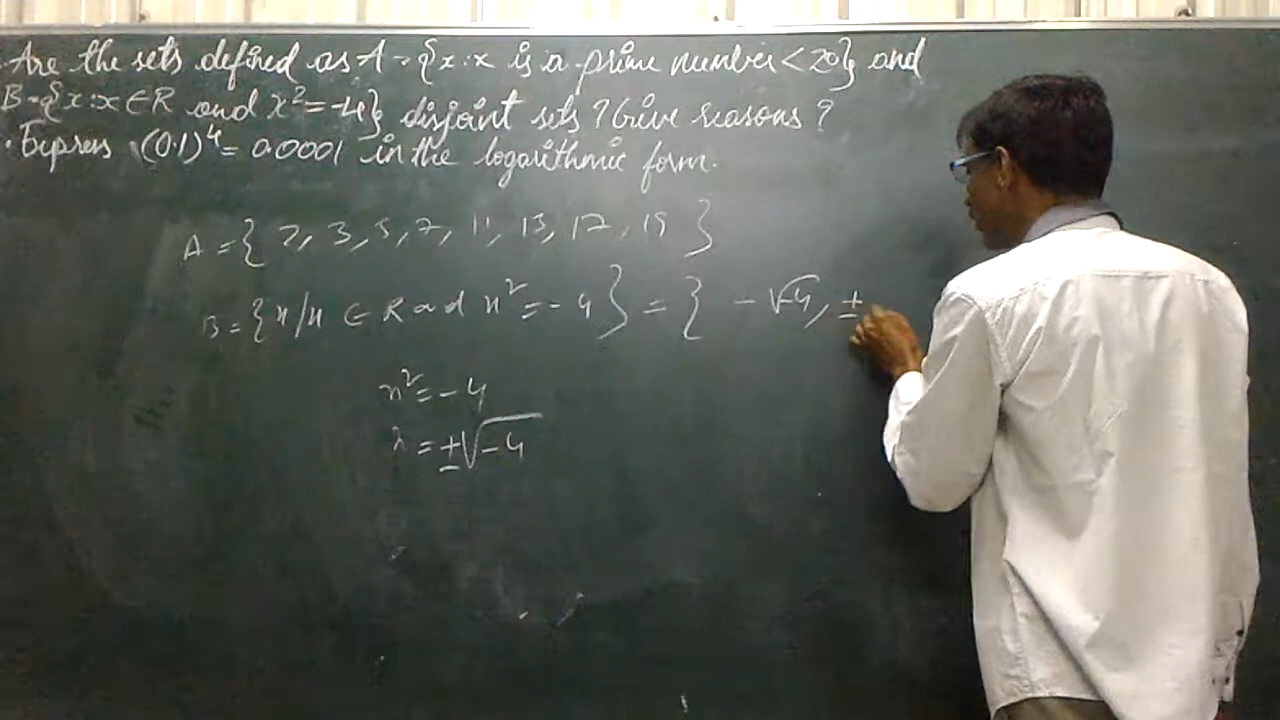 . Are the sets defined as A = {x : x is a prime number < 20} and
B = {x : x ∈ R and x² = -4} disjoint sets ? Give reasons ?
. Express (0.1)⁴ = 0.0001 in the logarithmic form.
A = { 2, 3, 5, 7, 11, 13, 17, 19 }
B = { x/x ∈ R and x² = - 4 } = { - √-4, ±
x² = - 4
x = ±√-4